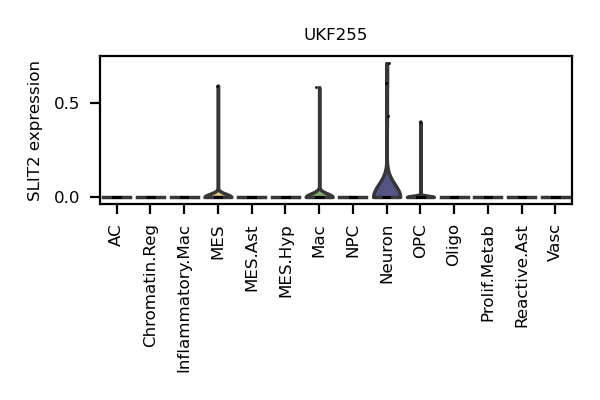 UKF255
SLIT2 expression
0.5
0.0
AC
Chromatin.Reg
Inflammatory.Mac
MES
MES.Ast
MES.Hyp
Mac
NPC
Neuron
OPC
Oligo
Prolif.Metab
Reactive.Ast
Vasc